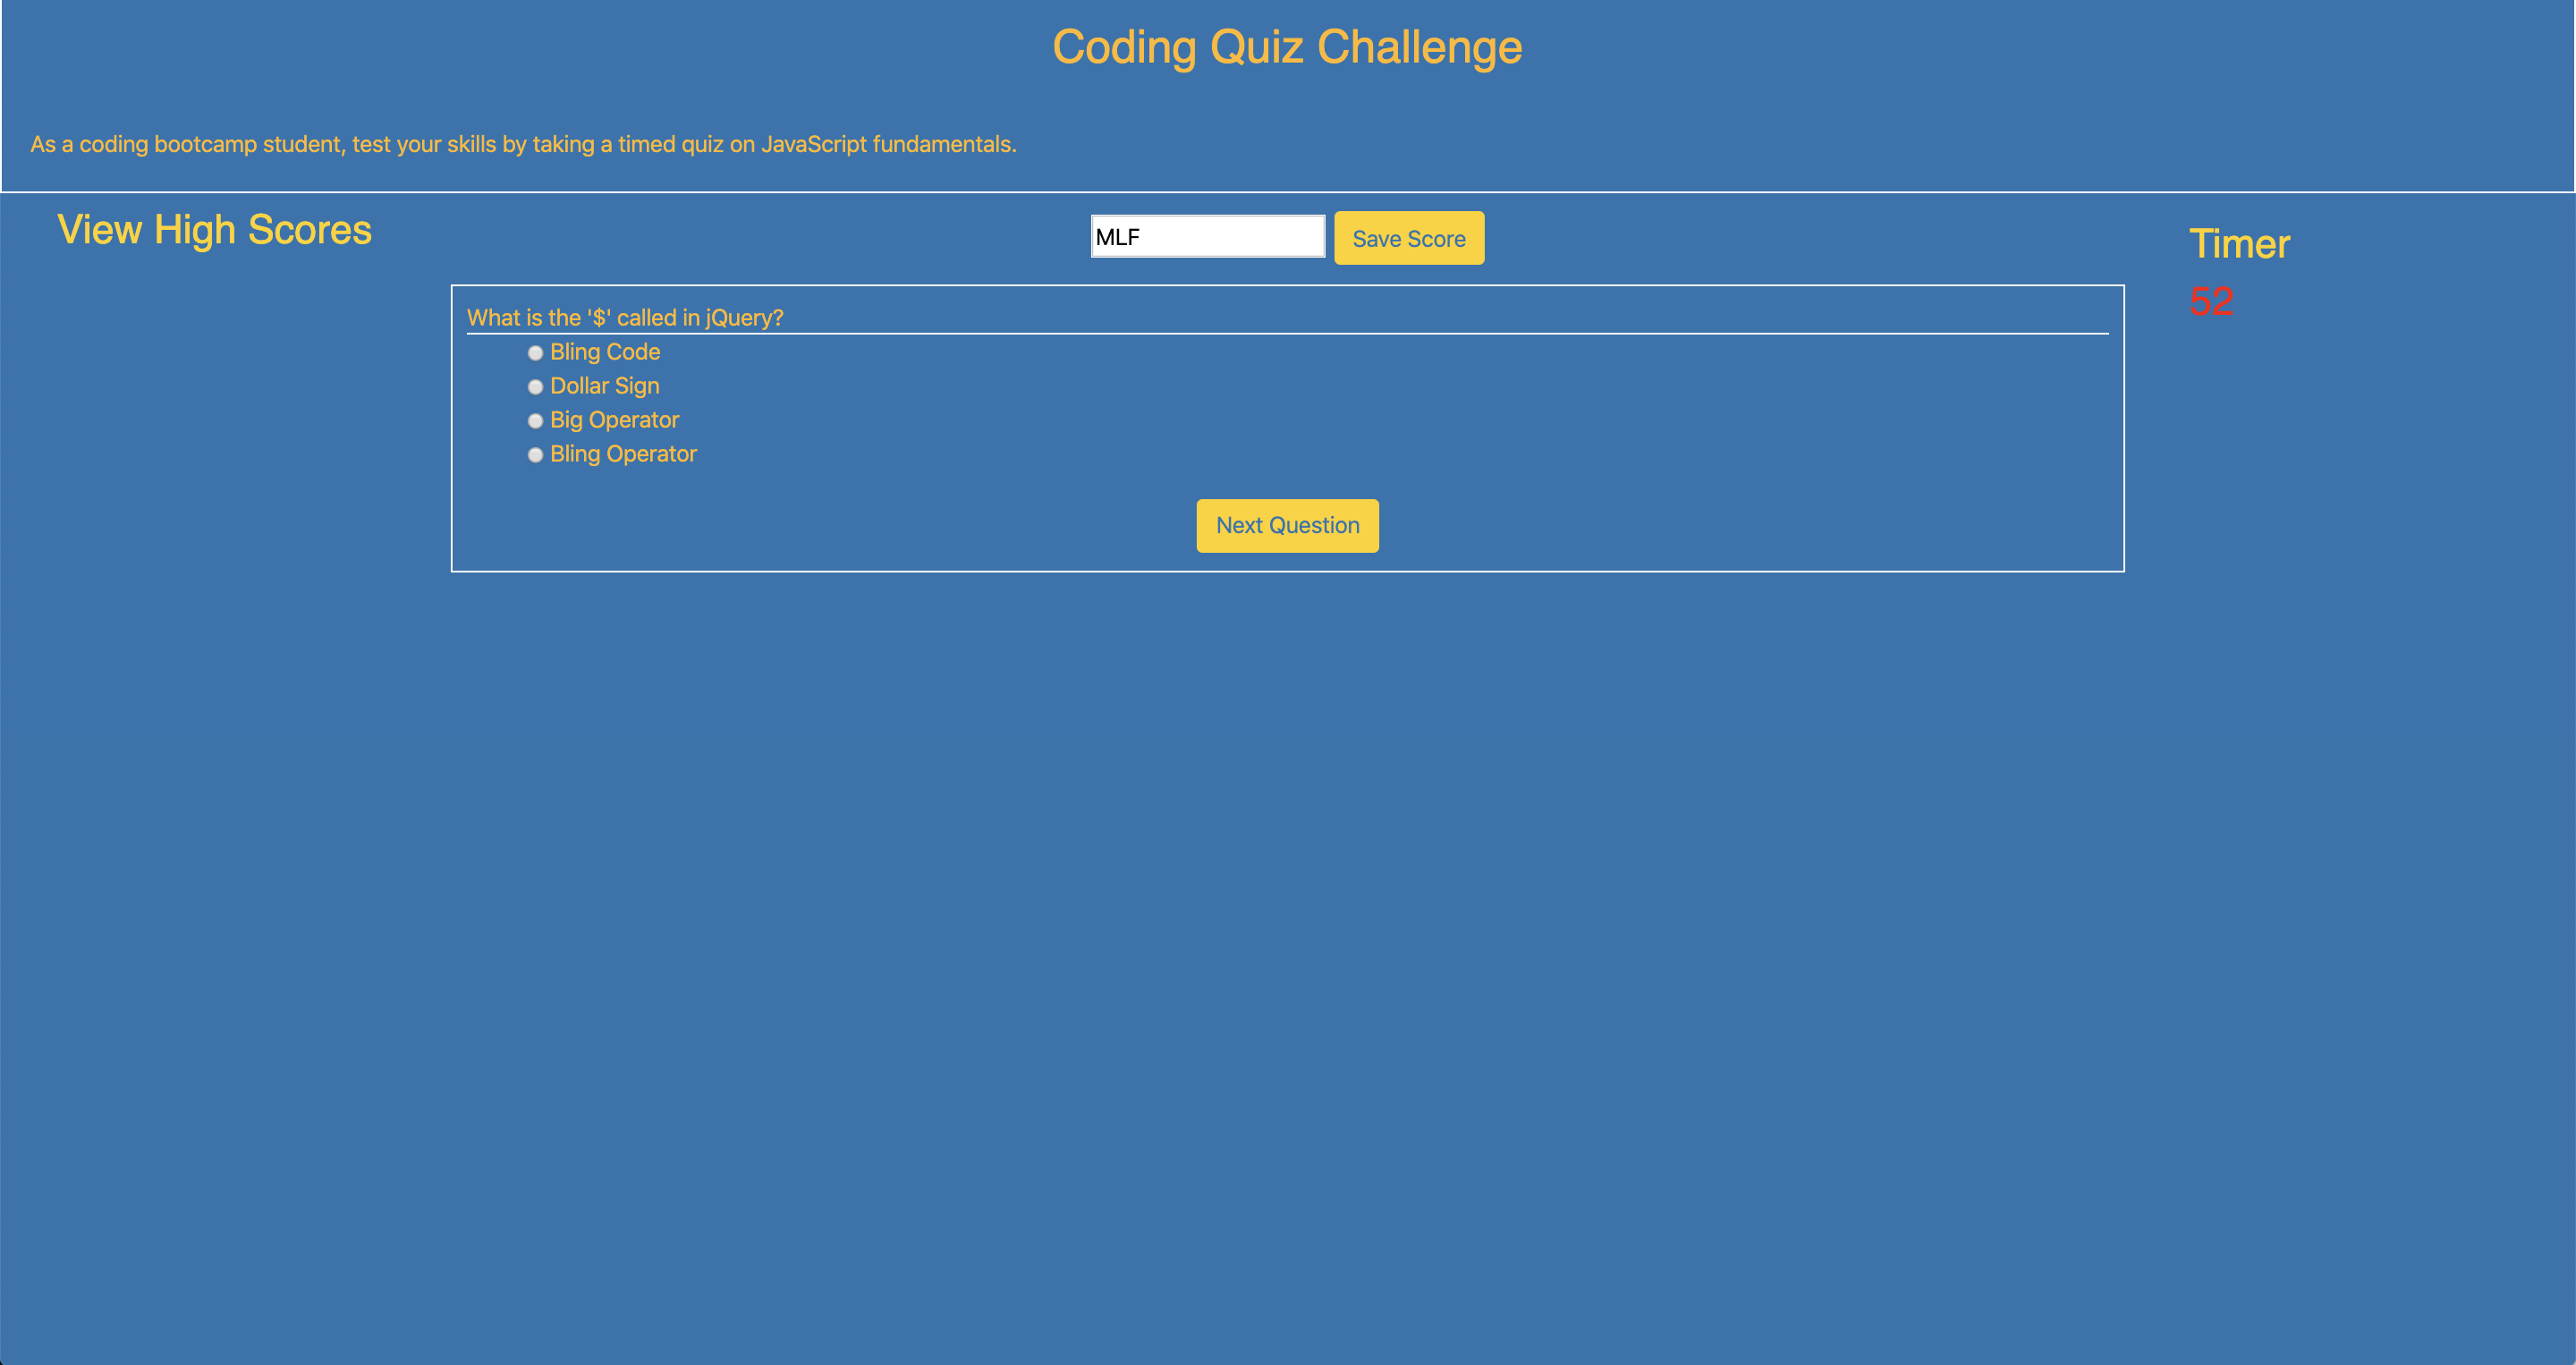 Coding Quiz Challenge
As a coding bootcamp student, test your skills by taking a timed quiz on JavaScript fundamentals.
View High Scores
MLF
Save Score
Timer
52
What is the '$' called in jQuery?
Bling Code
Dollar Sign
Big Operator
Bling Operator
Next Question